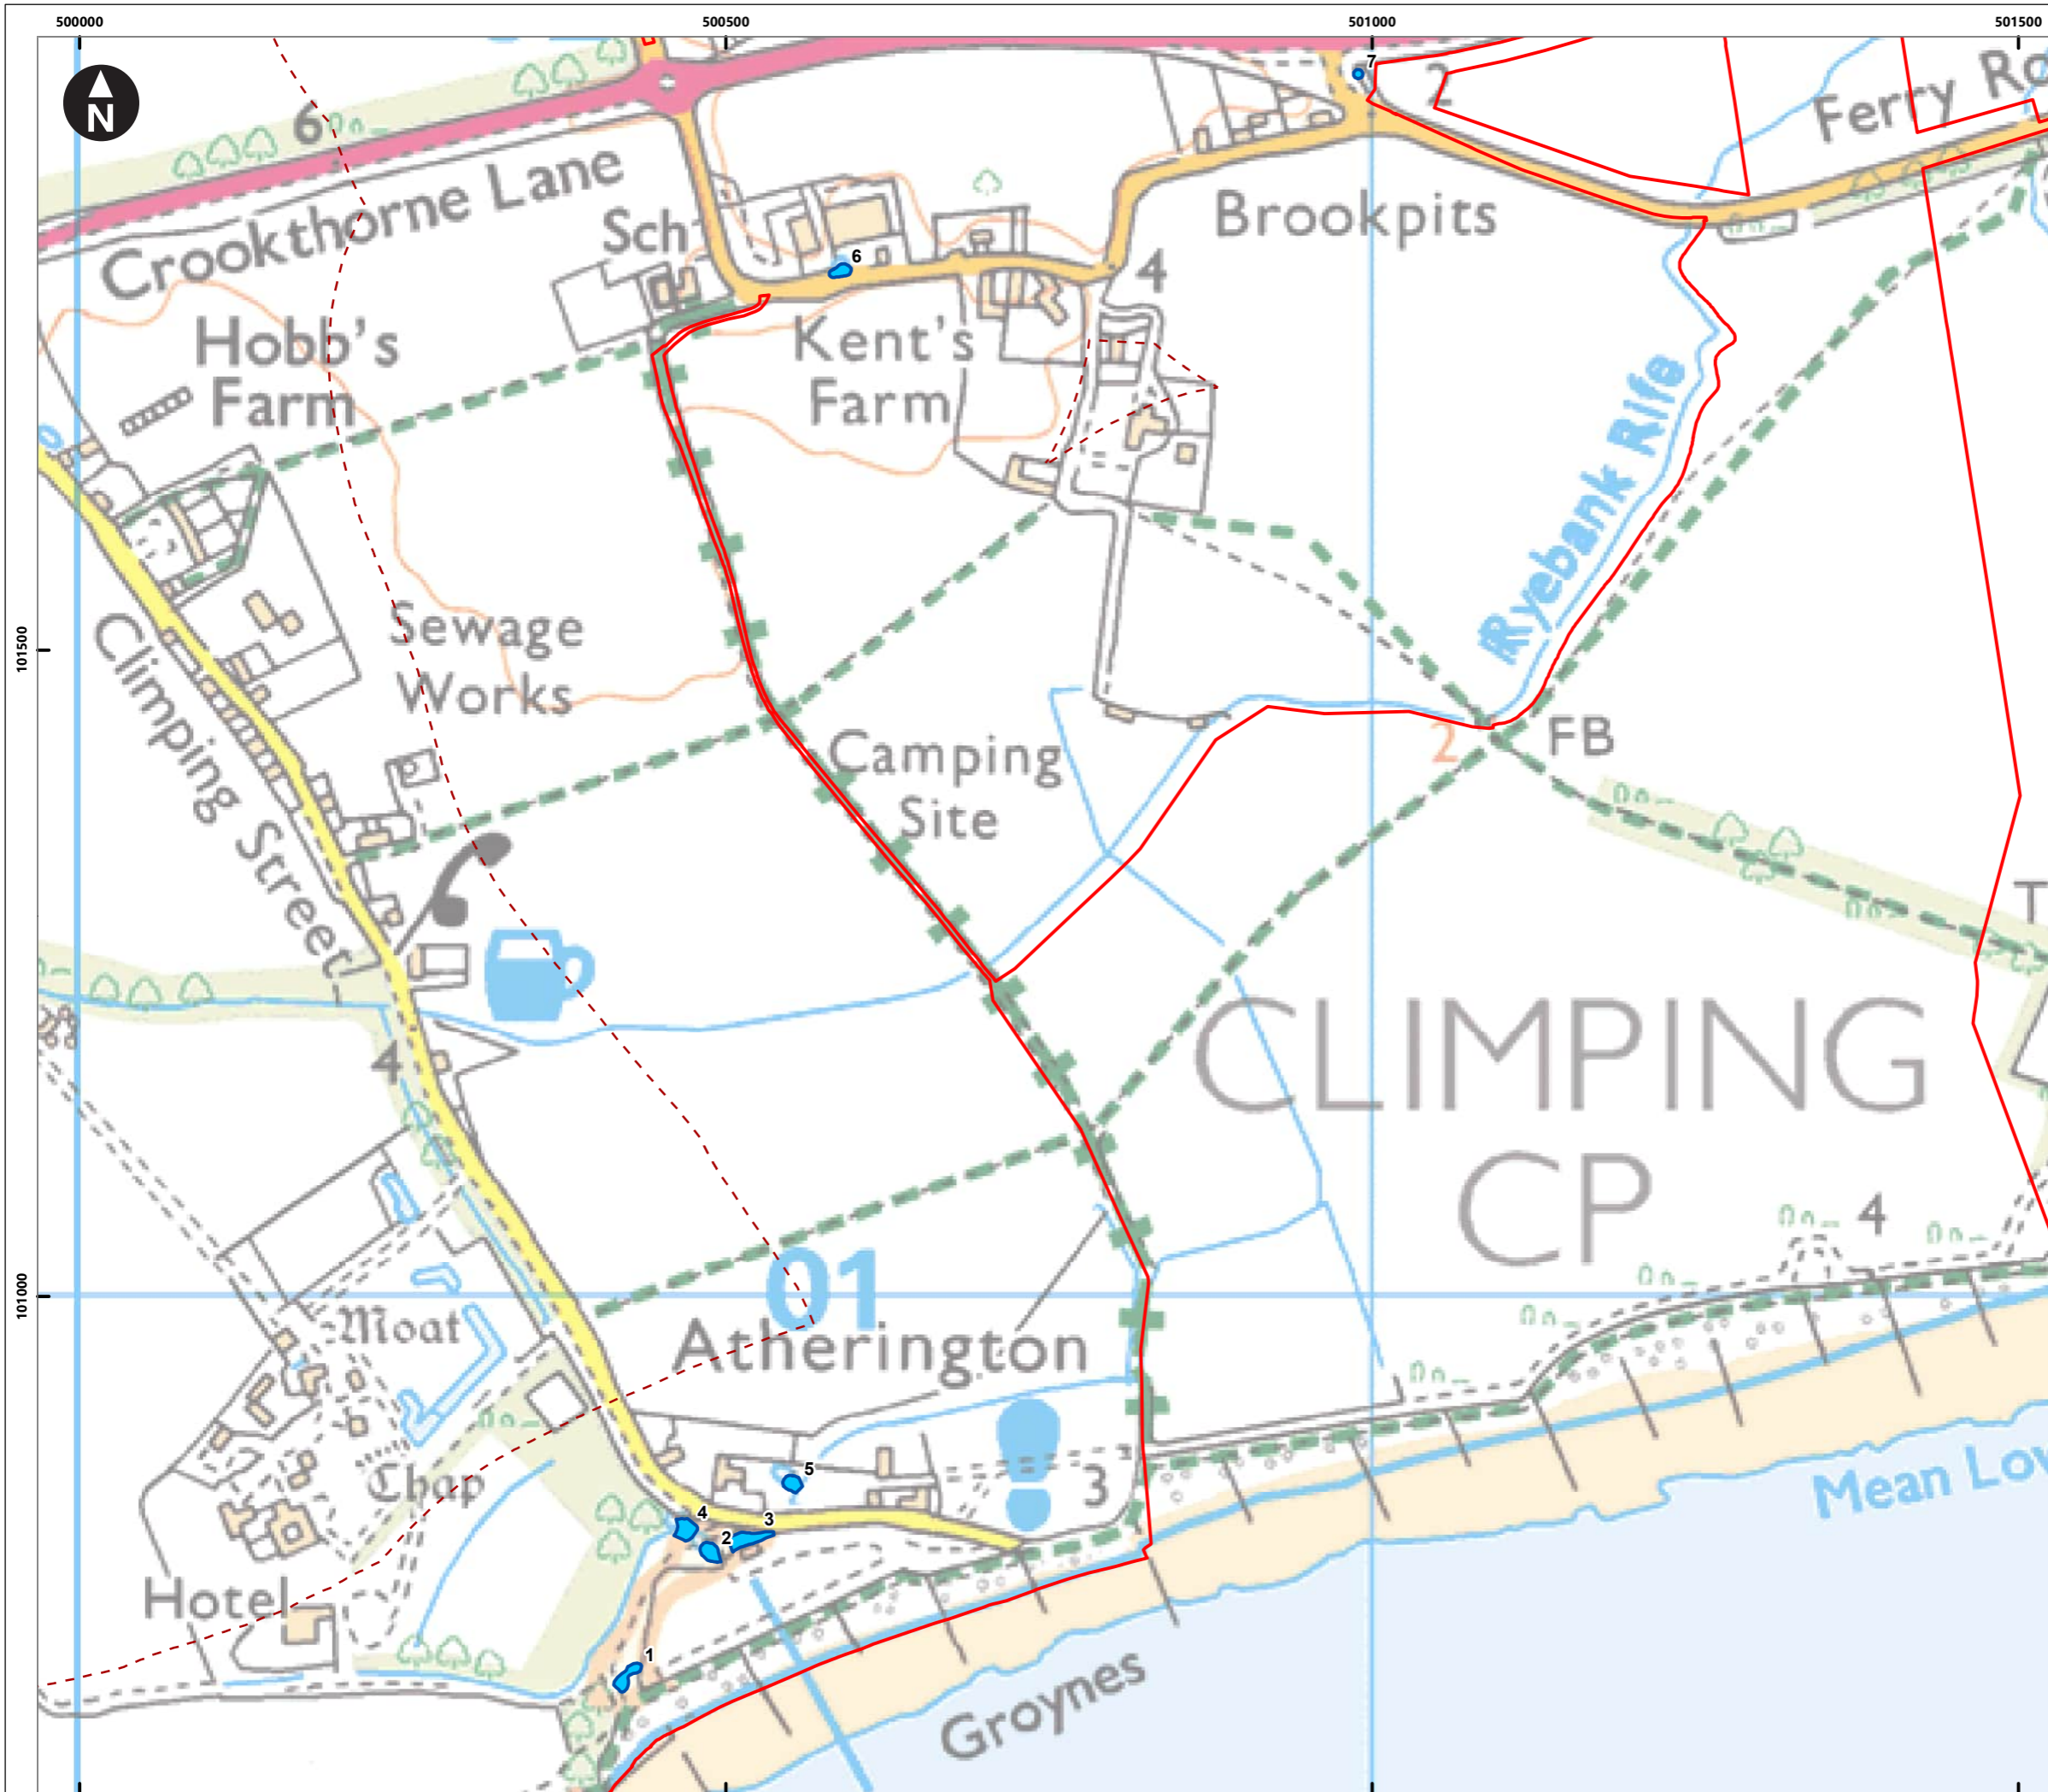 500000
500500
501000
501500
N
7
2
6
Ferry Ro
Crookthorne Lane
Sch
Brookpits
6
4
Hobb's
Farm
Kent's
Farm
Ryebank Rife
101500
Sewage
Works
Climping Street
Camping
Site
2
FB
T
CLIMPING
CP
4
4
101000
01
Moat
Atherington
Chap
5
3
4
3
2
Mean Lov
Hotel
1
Groynes